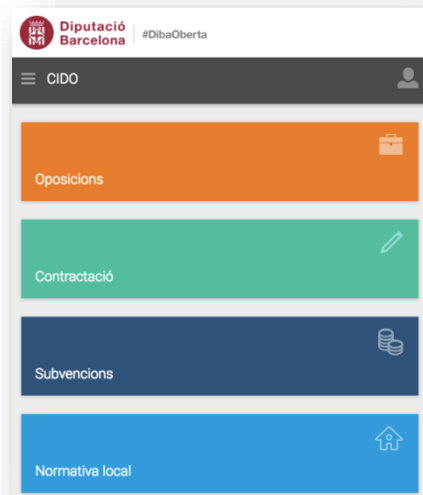 Diputació
Barcelona
#DibaOberta
CIDO
Oposicions
Contractació
Subvencions
Normativa local